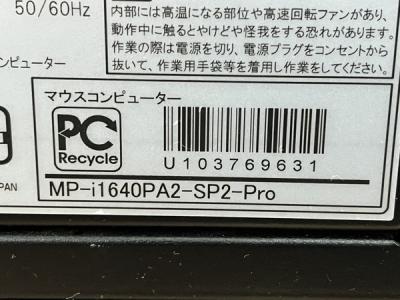 50/60Hz
内部には高温になる部分や高速回転ファンがあり、
動作中に触るとやけどや怪我をする恐れがあります。
作業の際は電源を切り、電源プラグをコンセントから
抜いて、作業用手袋等を着用し作業をしてください。
コンピューター
マウスコンピューター
PC
Recycle
U103769631
PAN
MP-i1640PA2-SP2-Pro